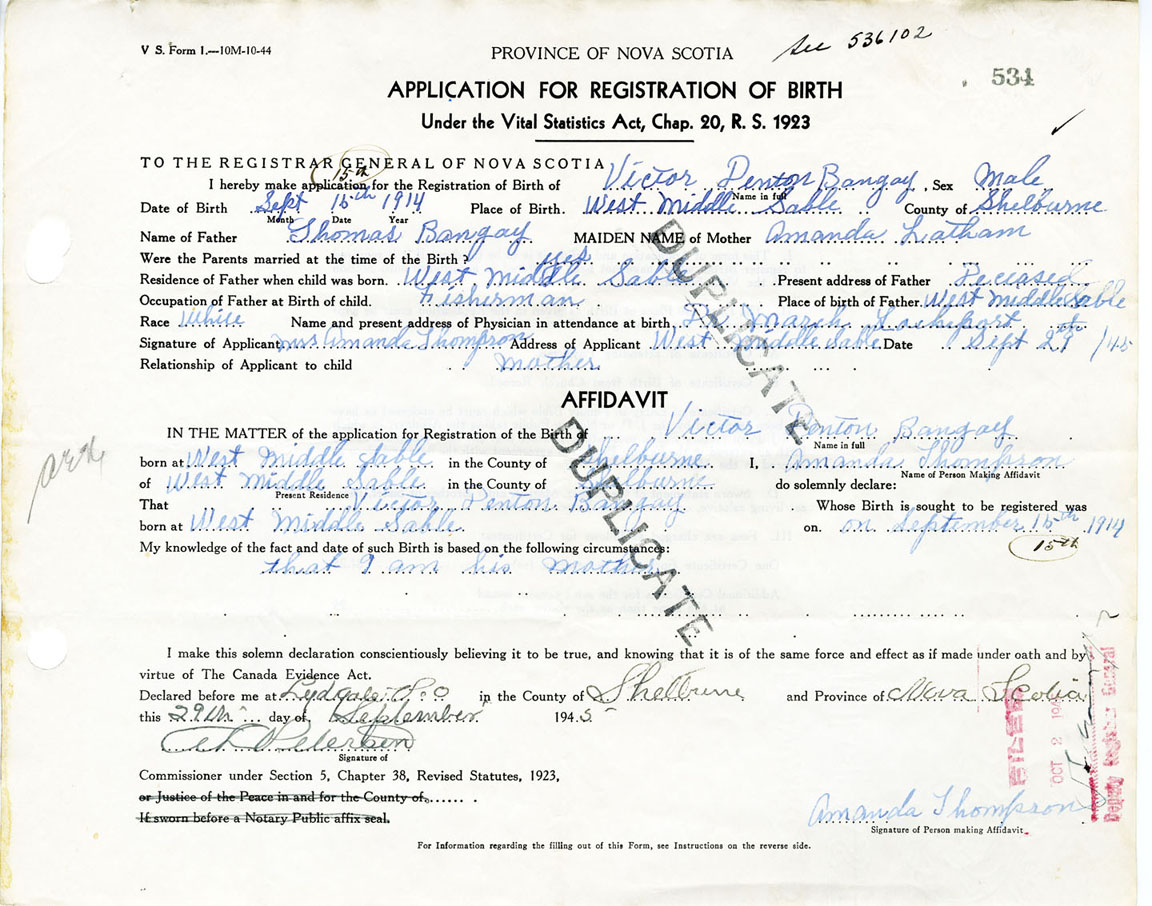 V S. Form 1.—10M-10-44
See 536102
PROVINCE OF NOVA SCOTIA
534
APPLICATION FOR REGISTRATION OF BIRTH
Under the Vital Statistics Act, Chap. 20, R. S. 1923
TO THE REGISTRAR GENERAL OF NOVA SCOTIA
15th
I hereby make application for the Registration of Birth of Victor Penton Bangay, Sex Male
Name in full
Date of Birth Sept 15th 1914 Place of Birth. West Middle Sable County of Shelburne
Month Date Year
Name of Father Thomas Bangay MAIDEN NAME of Mother Amanda Latham
Were the Parents married at the time of the Birth? yes
Residence of Father when child was born. West Middle Sable Present address of Father Deceased
Occupation of Father at Birth of child. Fisherman Place of birth of Father. West Middle Sable
Race White Name and present address of Physician in attendance at birth March Lockeport
Signature of Applicant Mrs Amanda Thompson Address of Applicant West Middle Sable Date Sept 29/45
Relationship of Applicant to child mother
AFFIDAVIT
IN THE MATTER of the application for Registration of the Birth of Victor Penton Bangay
Name in full
born at West Middle Sable in the County of Shelburne I, Amanda Thompson
Name of Person Making Affidavit
of West Middle Sable in the County of Shelburne do solemnly declare:
Present Residence
That Victor Penton Bangay Whose Birth is sought to be registered was
born at West Middle Sable on. on September 15th 1914
15th
My knowledge of the fact and date of such Birth is based on the following circumstances:
that I am his Mother
DUPLICATE
DUPLICATE
I make this solemn declaration conscientiously believing it to be true, and knowing that it is of the same force and effect as if made under oath and by
virtue of The Canada Evidence Act.
Declared before me at Lydgate P.O in the County of Shelburne and Province of Nova Scotia
this 29th day of September 1945
Signature of
Commissioner under Section 5, Chapter 38, Revised Statutes, 1923,
or Justice of the Peace in and for the County of
If sworn before a Notary Public affix seal.
FILED
OCT 2 194
Deputy Registrar General
Amanda Thompson
Signature of Person making Affidavit.
For Information regarding the filling out of this Form, see Instructions on the reverse side.